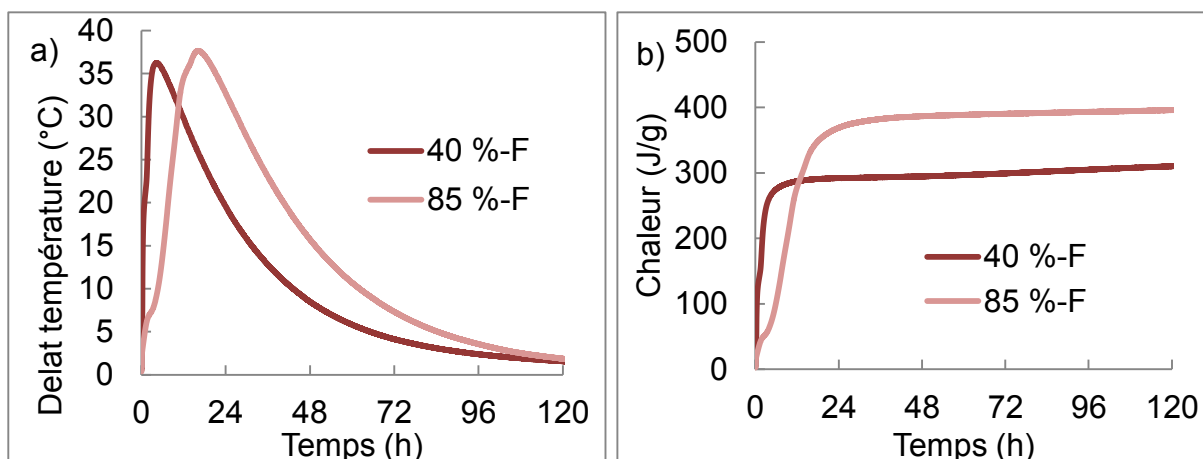 a)
Delat température (°C)
40
35
30
25
20
15
10
5
0
40 %-F
85 %-F
0 24 48 72 96 120
Temps (h)
b)
Chaleur (J/g)
500
400
300
200
100
0
40 %-F
85 %-F
0 24 48 72 96 120
Temps (h)